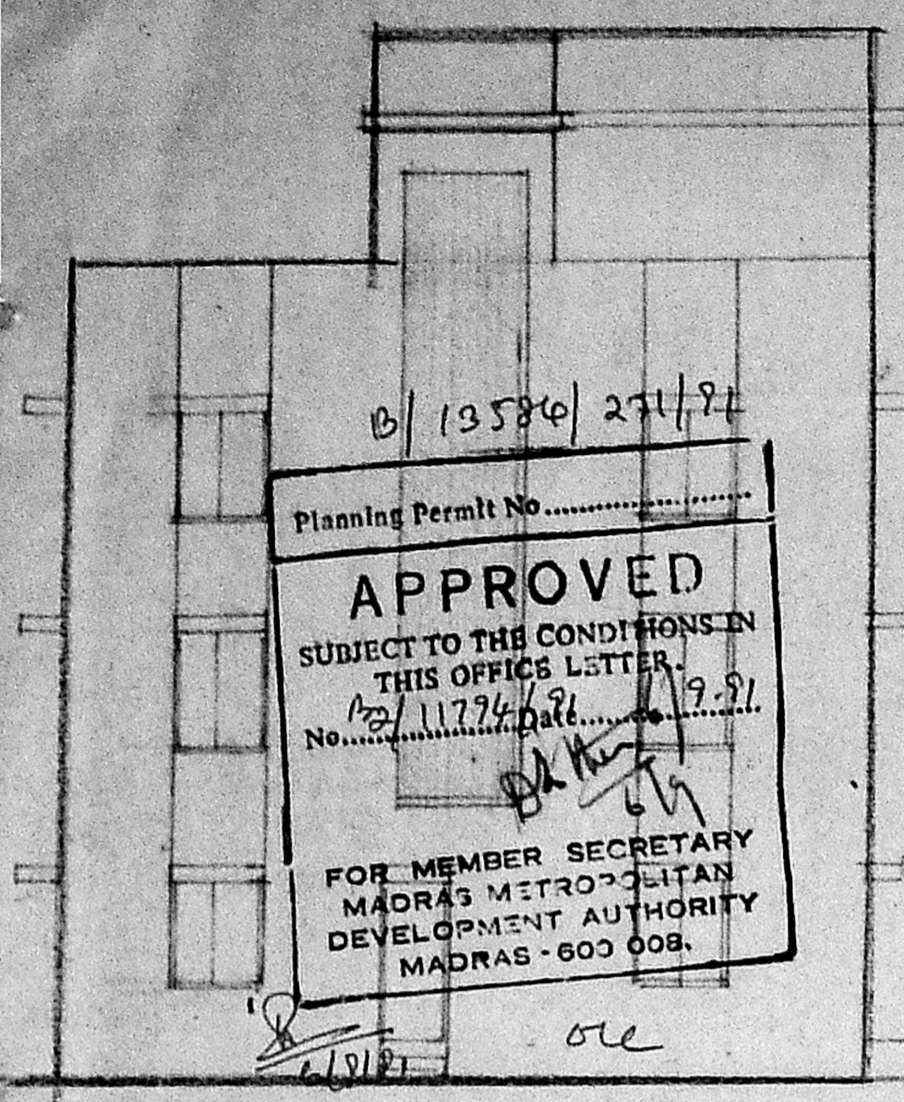 B/13586/271/91
Planning Permit No..............................
APPROVED
SUBJECT TO THE CONDITIONS IN
THIS OFFICE LETTER.
No. B2/11794/91 Date.......... /9.91
FOR MEMBER SECRETARY
MADRAS METROPOLITAN
DEVELOPMENT AUTHORITY
MADRAS - 600 008.